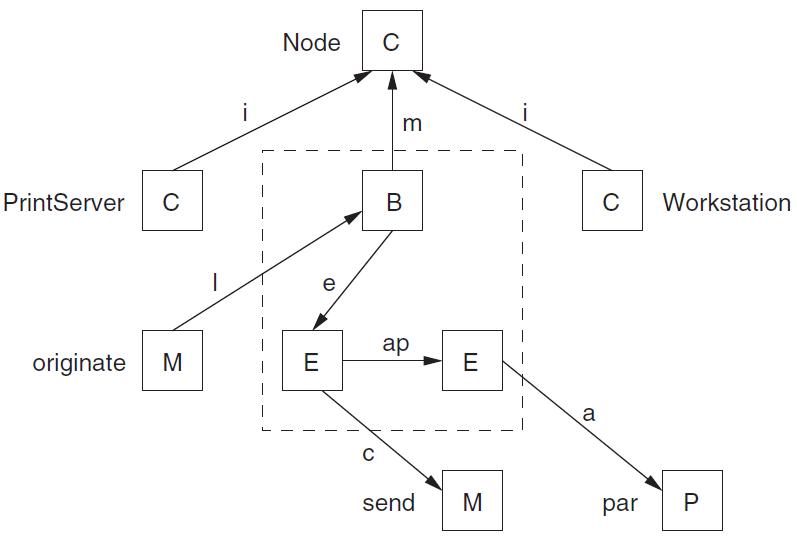 Node C
i
m
i
PrintServer C
B
C Workstation
l
e
originate M
E
ap
E
a
c
send M
par P